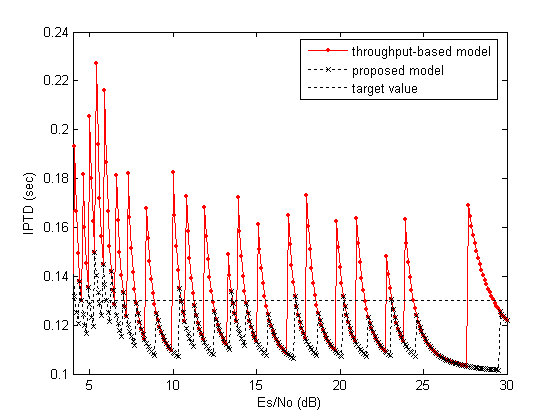 0.24
0.22
0.2
0.18
0.16
0.14
0.12
0.1
IPTD (sec)
throughput-based model
proposed model
target value
5 10 15 20 25 30
Es/No (dB)